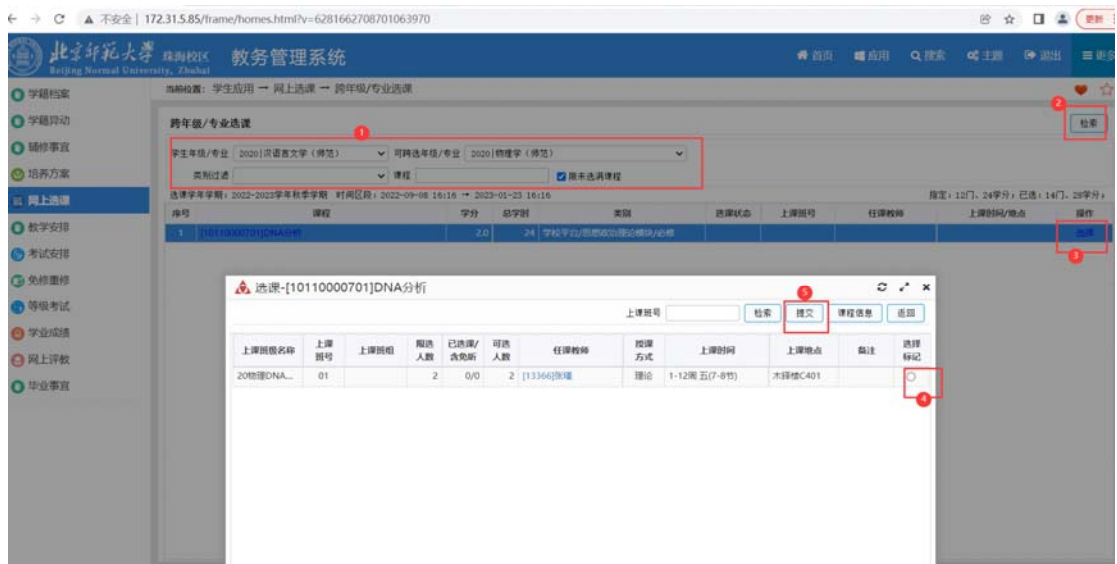 不安全 | 172.31.5.85/frame/homes.html?v=6281662708701063970
更新
北京师范大学 珠海校区 教务管理系统
Beijing Normal University, Zhuhai
首页 应用 搜索 主题 退出 更多
学籍档案
学籍异动
辅修事宜
培养方案
网上选课
教学安排
考试安排
免修重修
等级考试
学业成绩
网上评教
毕业事宜
当前位置: 学生应用 → 网上选课 → 跨年级/专业选课
2
跨年级/专业选课
1
检索
学生年级/专业 2020|汉语言文学(师范) 可跨选年级/专业 2020|物理学(师范)
类别过滤 课程 限未选满课程
选课学年学期: 2022-2023学年秋季学期 时间区段: 2022-09-08 16:16 → 2023-01-23 16:16
限定: 12门、24学分; 已选: 14门、28学分;
序号 课程 学分 总学时 类别 选课状态 上课班号 任课教师 上课时间/地点 操作
1 [10110000701]DNA分析 2.0 24 学校平台/思想政治理论模块/必修 选择
3
选课-[10110000701]DNA分析
5
上课班号 检索 提交 课程信息 返回
上课班级名称 上课班号 上课班组 限选人数 已选课/含免听 可选人数 任课教师 授课方式 上课时间 上课地点 备注 选择标记
20物理DNA... 01 2 0/0 2 [13366]张瑾 理论 1-12周 五(7-8节) 木铎楼C401
4